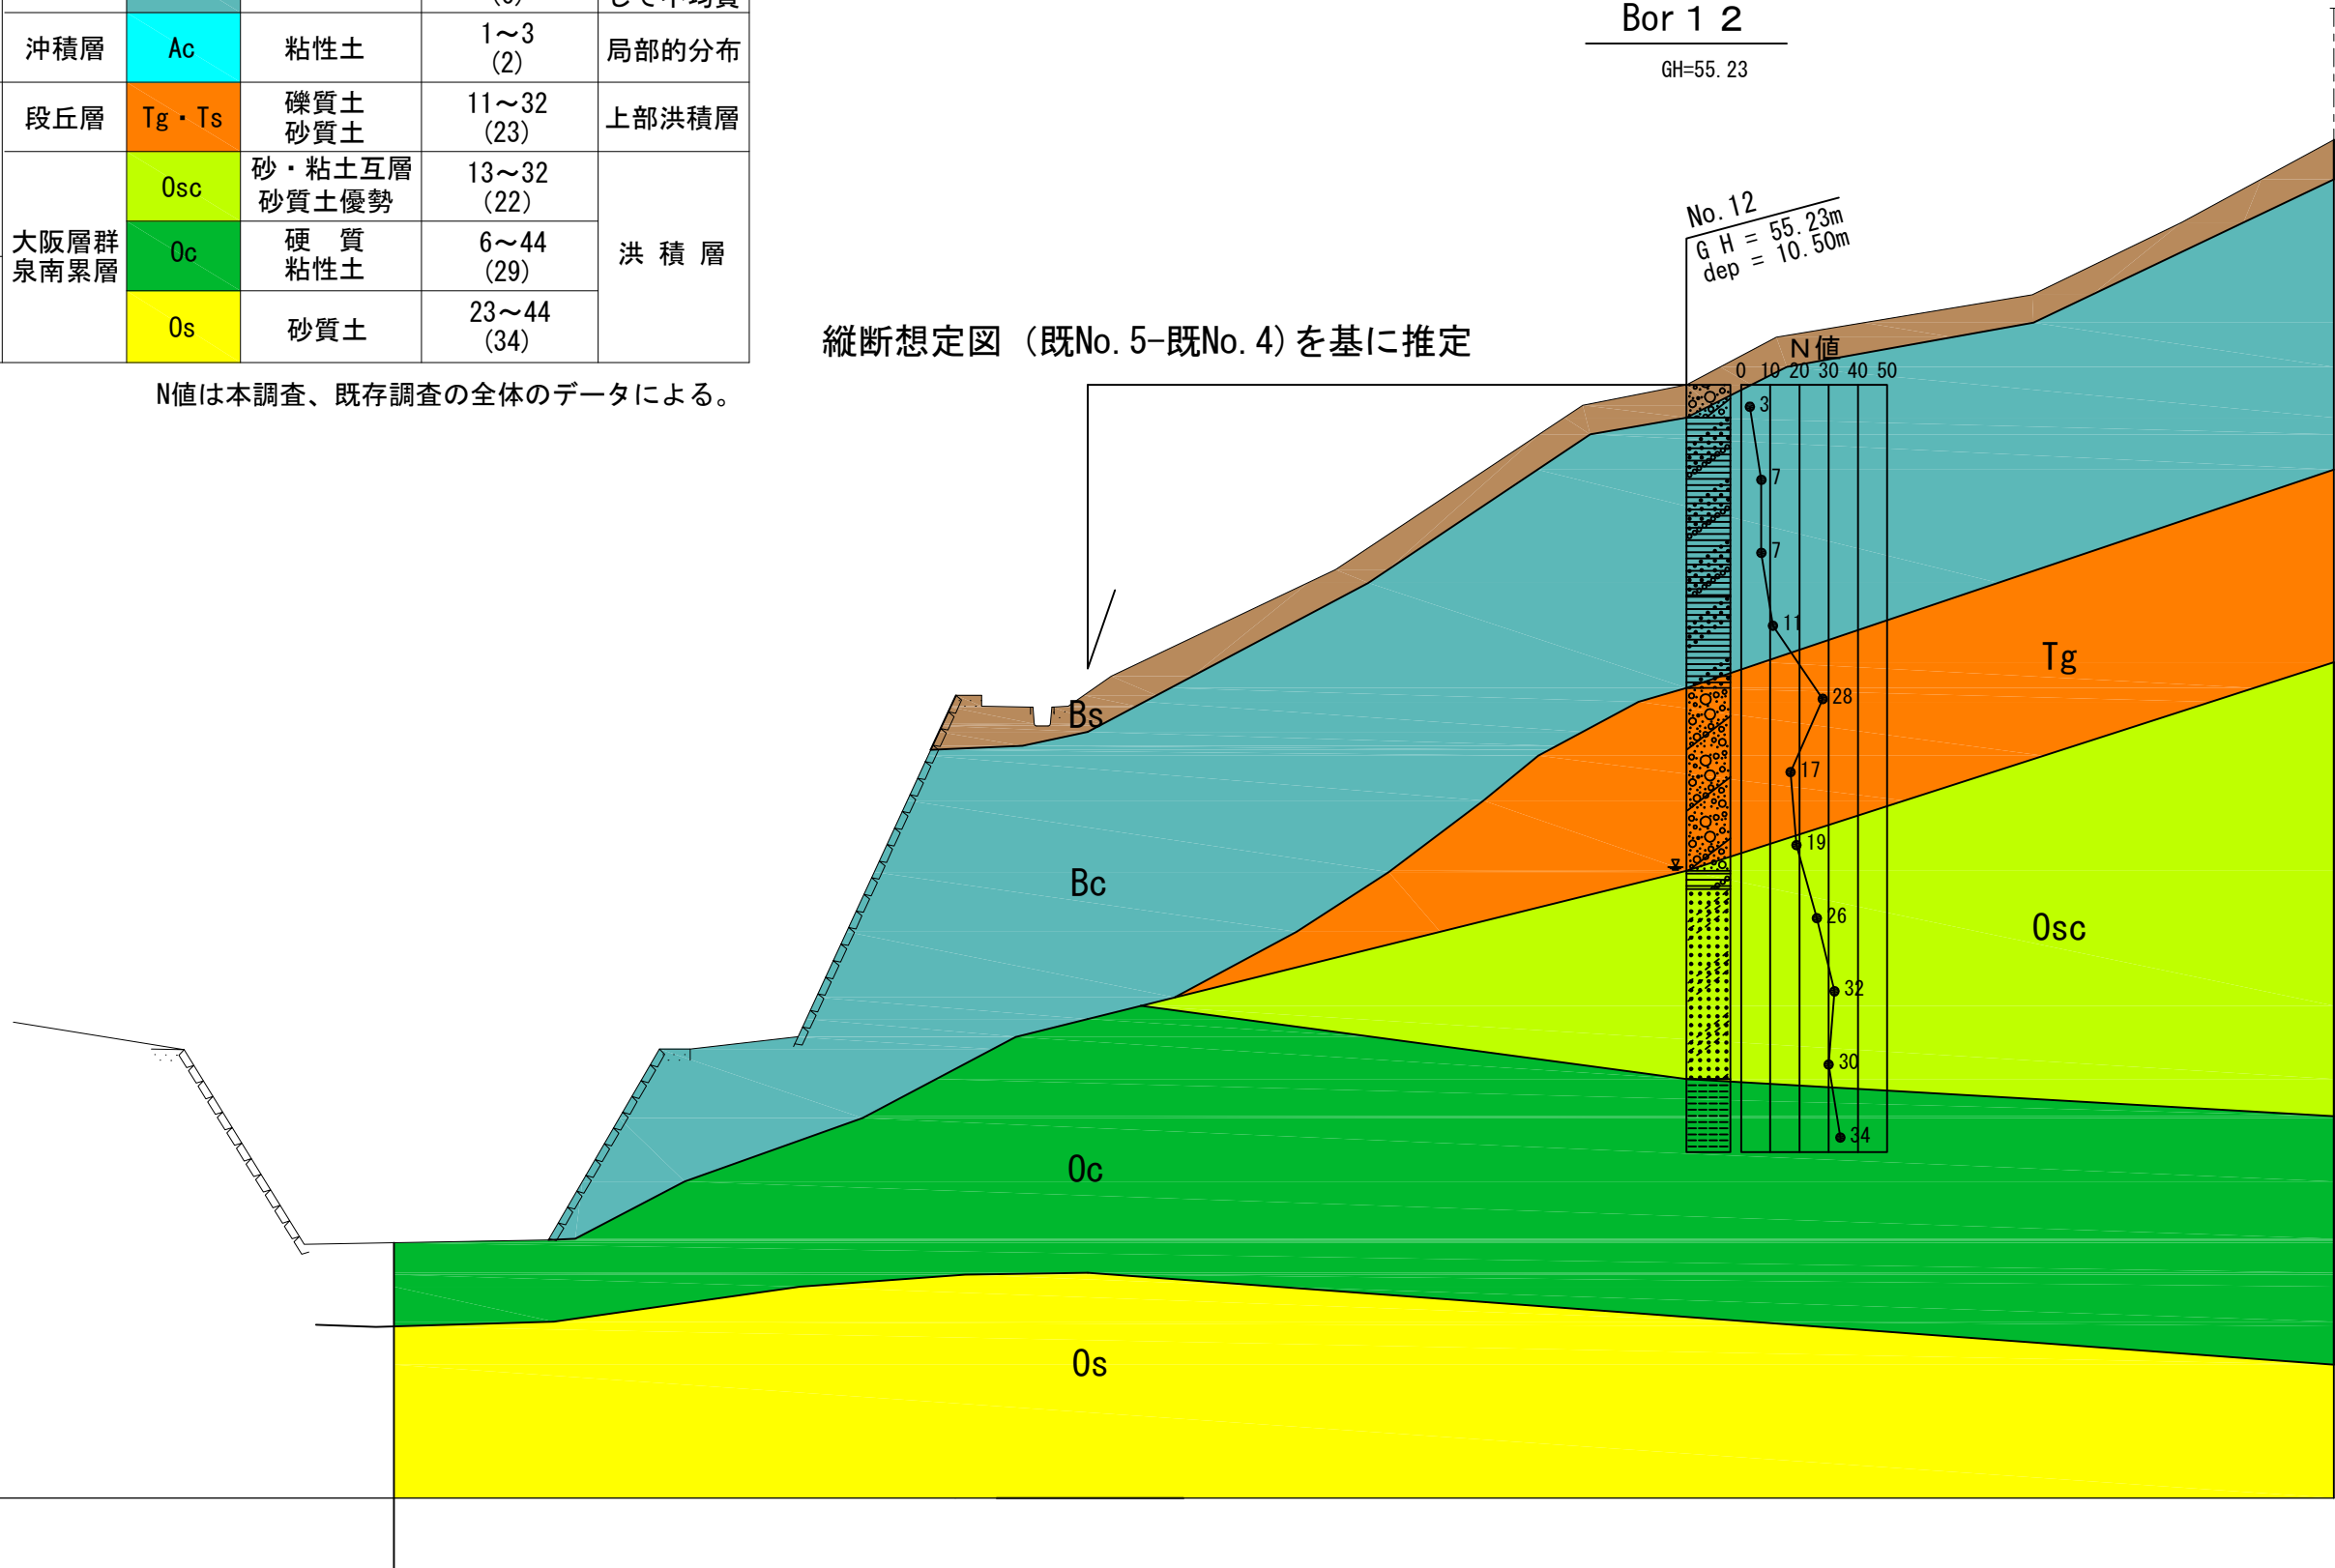 沖積層 Ac 粘性土 1～3 局部的分布
(2)
段丘層 Tg・Ts 礫質土 11～32 上部洪積層
砂質土 (23)
大阪層群 Osc 砂・粘土互層 13～32 洪積層
泉南累層 砂質土優勢 (22)
Oc 硬 質 6～44
粘性土 (29)
Os 砂質土 23～44
(34)
N値は本調査、既存調査の全体のデータによる。
縦断想定図（既No.5-既No.4)を基に推定
Bor１２
GH=55.23
No.12
G H = 55.23m
dep = 10.50m
N値
0 10 20 30 40 50
3
7
7
11
28
17
19
26
32
30
34
Bs
Bc
Tg
Osc
Oc
Os